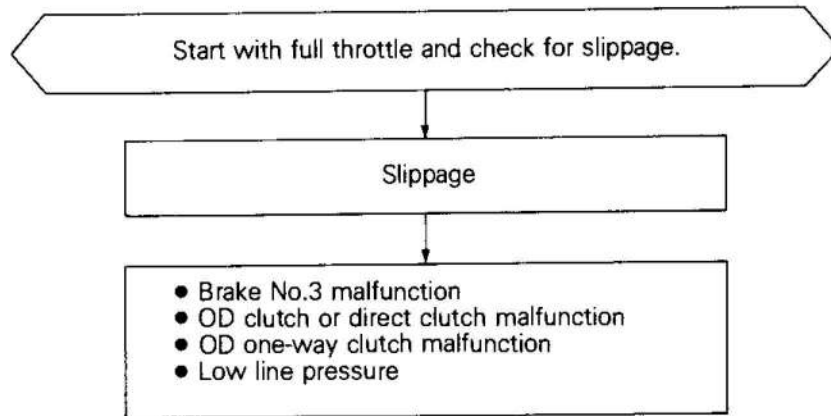 Start with full throttle and check for slippage.
Slippage
● Brake No.3 malfunction
● OD clutch or direct clutch malfunction
● OD one-way clutch malfunction
● Low line pressure